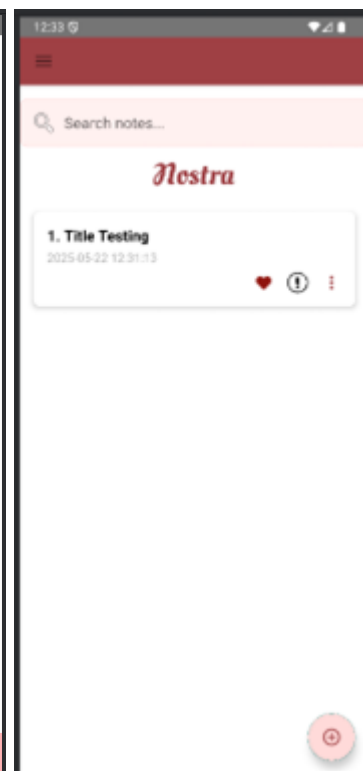 12:33
Search notes...
Nostra
1. Title Testing
2025-05-22 12:31:13